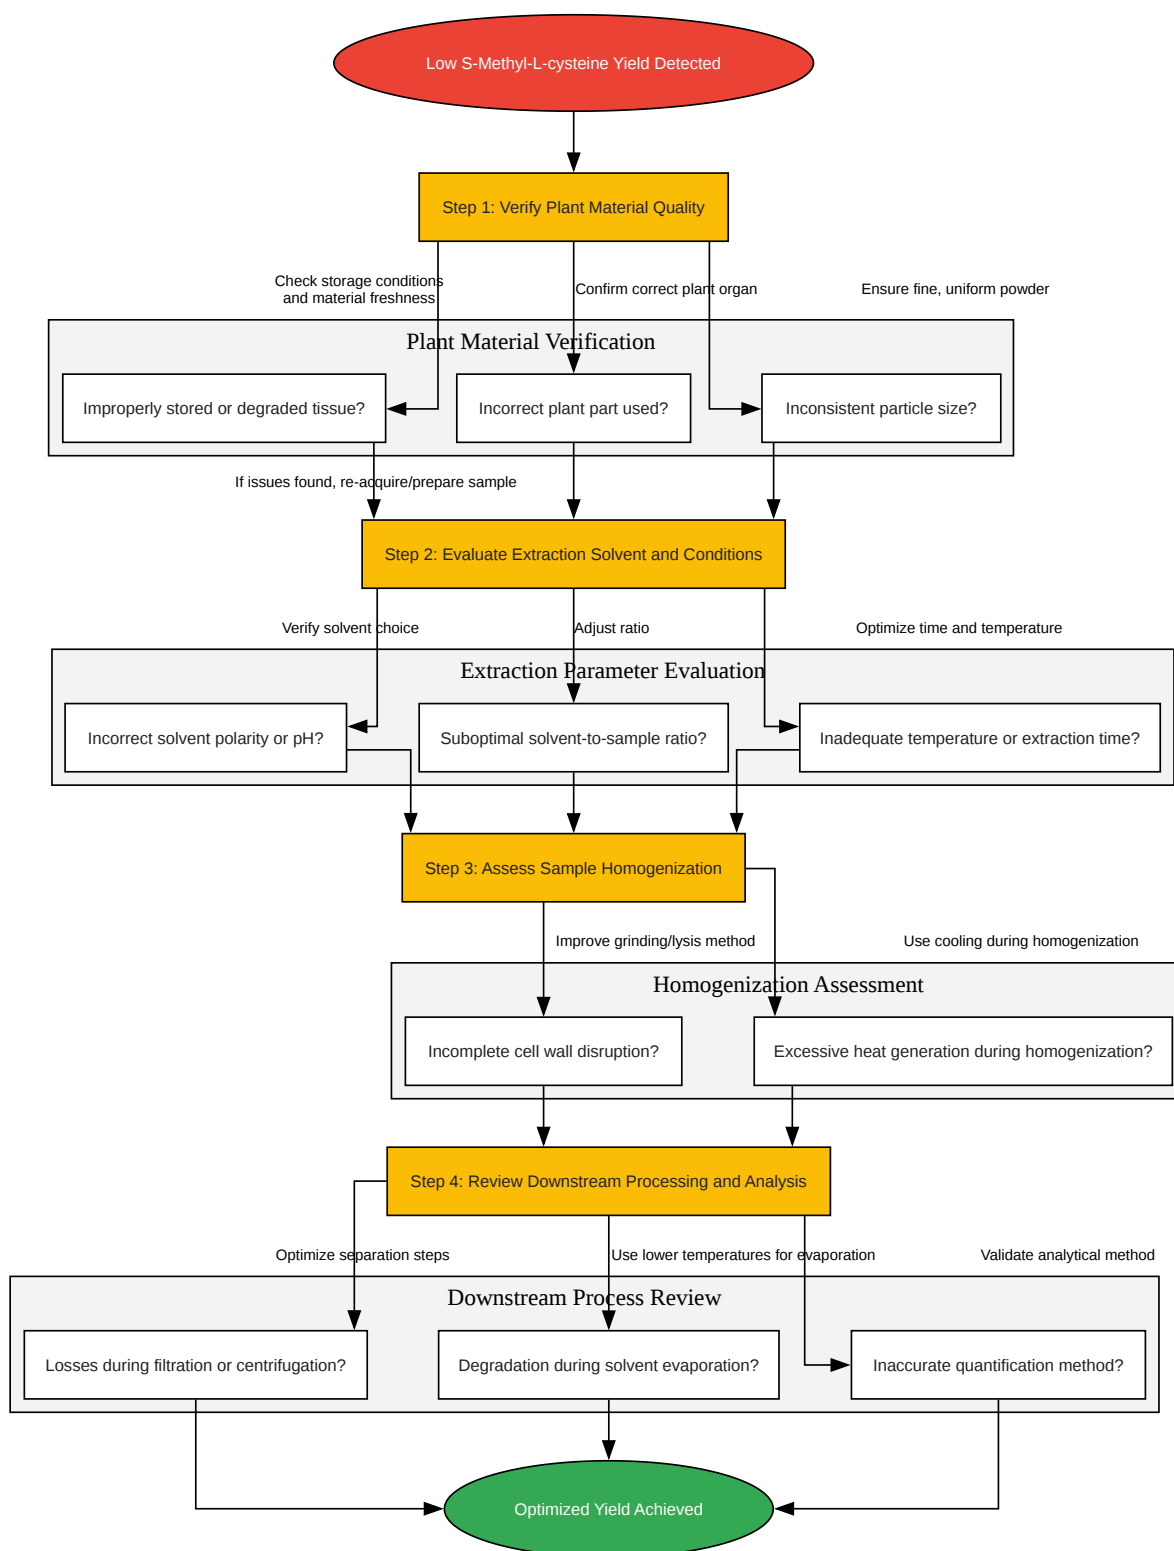 Low S-Methyl-L-cysteine Yield Detected
Step 1: Verify Plant Material Quality
Check storage conditions
and material freshness
Confirm correct plant organ
Ensure fine, uniform powder
Plant Material Verification
Improperly stored or degraded tissue?
Incorrect plant part used?
Inconsistent particle size?
If issues found, re-acquire/prepare sample
Step 2: Evaluate Extraction Solvent and Conditions
Verify solvent choice
Adjust ratio
Optimize time and temperature
Extraction Parameter Evaluation
Incorrect solvent polarity or pH?
Suboptimal solvent-to-sample ratio?
Inadequate temperature or extraction time?
Step 3: Assess Sample Homogenization
Improve grinding/lysis method
Use cooling during homogenization
Homogenization Assessment
Incomplete cell wall disruption?
Excessive heat generation during homogenization?
Step 4: Review Downstream Processing and Analysis
Optimize separation steps
Use lower temperatures for evaporation
Validate analytical method
Downstream Process Review
Losses during filtration or centrifugation?
Degradation during solvent evaporation?
Inaccurate quantification method?
Optimized Yield Achieved